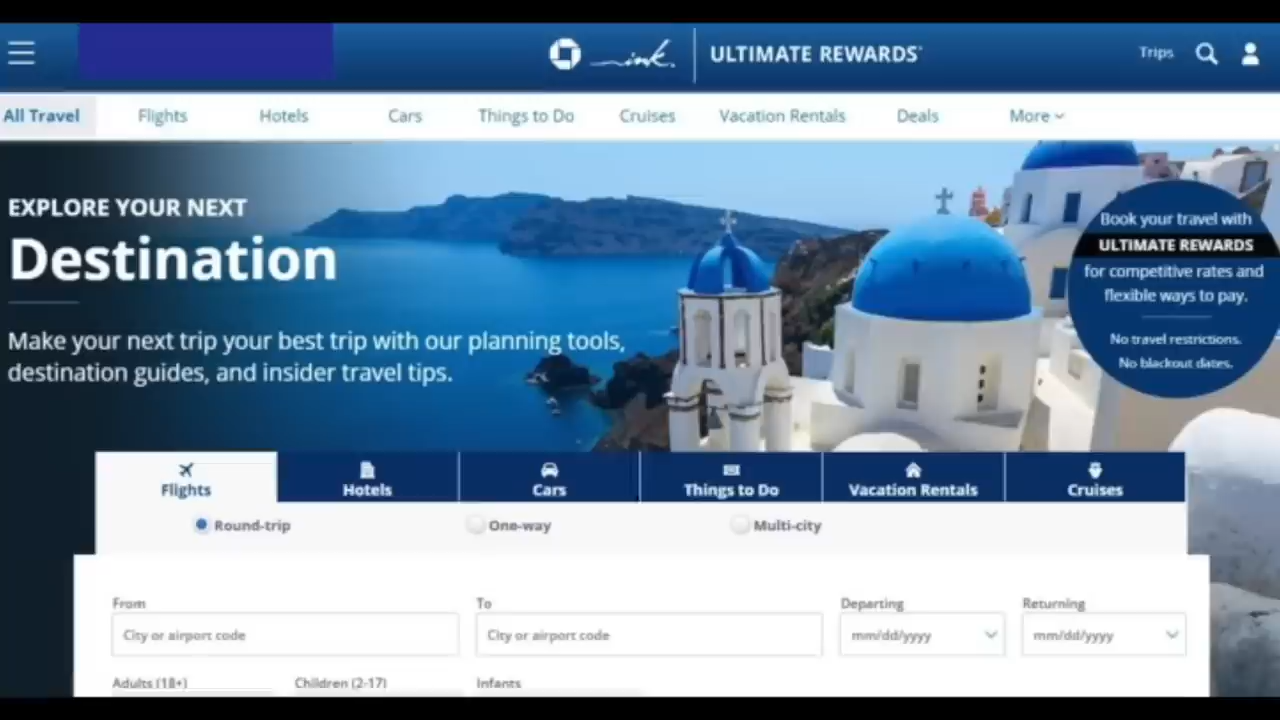 ink. ULTIMATE REWARDS®
Trips
All Travel Flights Hotels Cars Things to Do Cruises Vacation Rentals Deals More
EXPLORE YOUR NEXT
Destination
Make your next trip your best trip with our planning tools,
destination guides, and insider travel tips.
Book your travel with
ULTIMATE REWARDS
for competitive rates and
flexible ways to pay.
No travel restrictions.
No blackout dates.
Flights Hotels Cars Things to Do Vacation Rentals Cruises
Round-trip One-way Multi-city
From To Departing Returning
City or airport code City or airport code mm/dd/yyyy mm/dd/yyyy
Adults (18+) Children (2-17) Infants